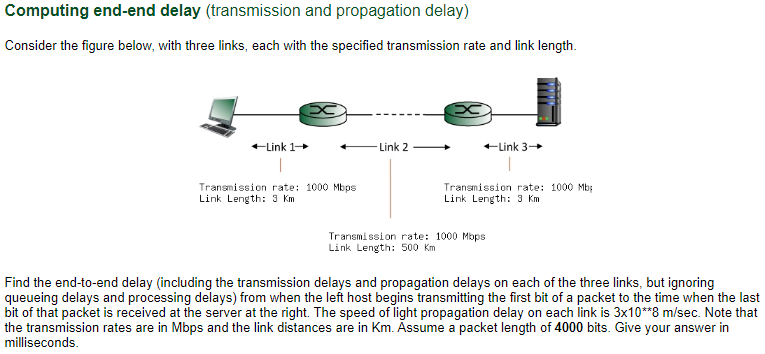 Computing end-end delay (transmission and propagation delay)
Consider the figure below, with three links, each with the specified transmission rate and link length.
Link 1
Link 2
Link 3
Transmission rate: 1000 Mbps
Link Length: 3 Km
Transmission rate: 1000 Mb
Link Length: 3 Km
Transmission rate: 1000 Mbps
Link Length: 500 Km
Find the end-to-end delay (including the transmission delays and propagation delays on each of the three links, but ignoring
queueing delays and processing delays) from when the left host begins transmitting the first bit of a packet to the time when the last
bit of that packet is received at the server at the right. The speed of light propagation delay on each link is 3x10**8 m/sec. Note that
the transmission rates are in Mbps and the link distances are in Km. Assume a packet length of 4000 bits. Give your answer in
milliseconds.